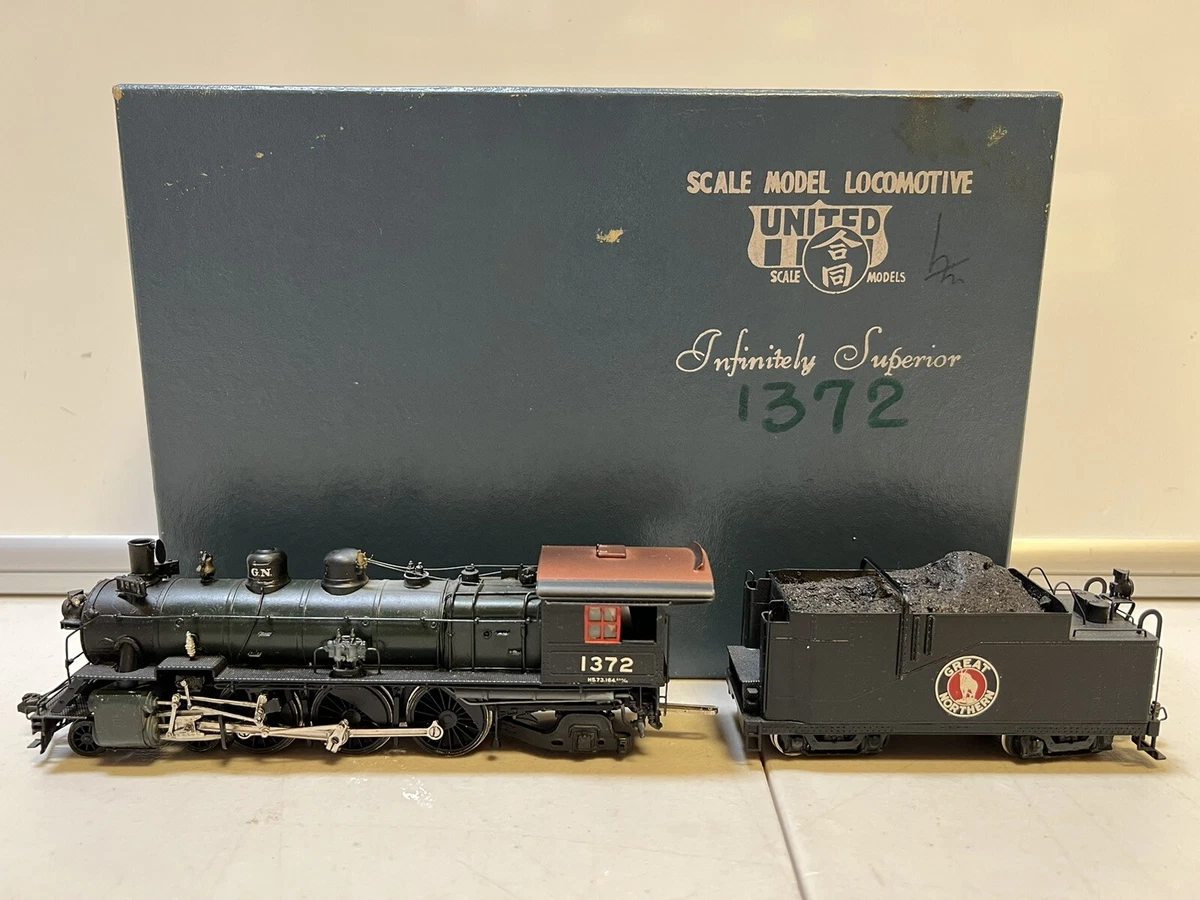 SCALE MODEL LOCOMOTIVE
UNITED
合同
SCALE MODELS
Infinitely Superior
1372
G.N.
1372
GREAT NORTHERN